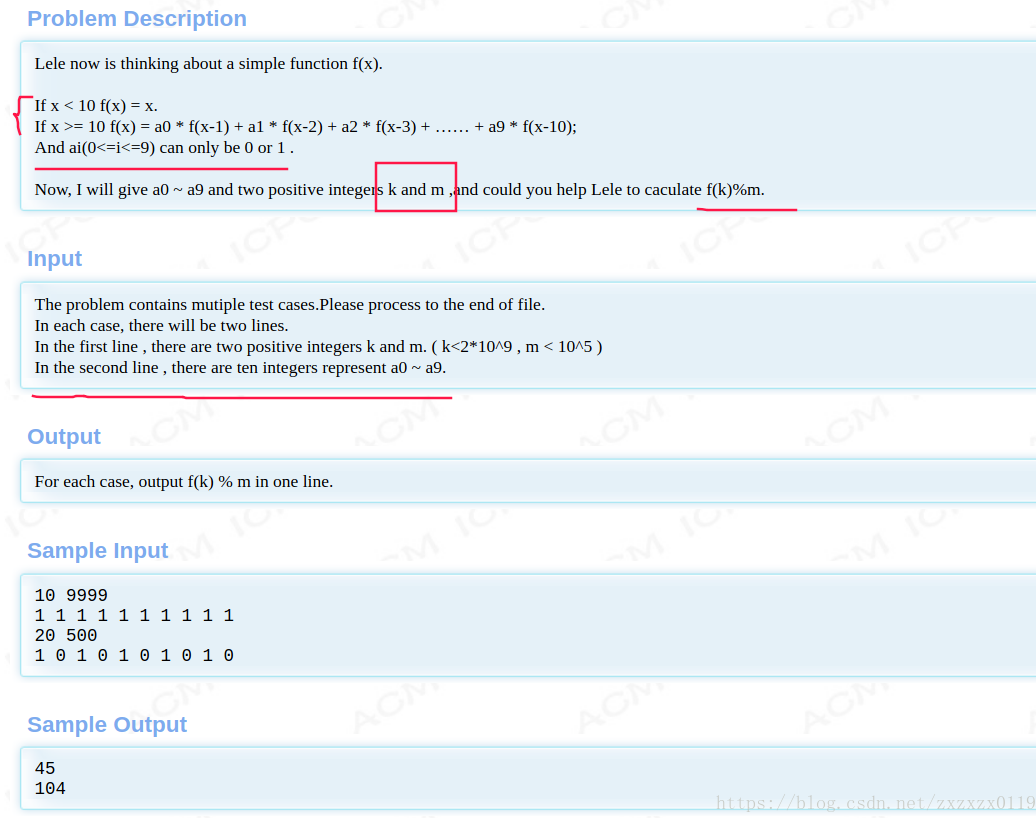 Problem Description
Lele now is thinking about a simple function f(x).
If x < 10 f(x) = x.
If x >= 10 f(x) = a0 * f(x-1) + a1 * f(x-2) + a2 * f(x-3) + …… + a9 * f(x-10);
And ai(0<=i<=9) can only be 0 or 1 .
Now, I will give a0 ~ a9 and two positive integers k and m ,and could you help Lele to caculate f(k)%m.
Input
The problem contains mutiple test cases.Please process to the end of file.
In each case, there will be two lines.
In the first line , there are two positive integers k and m. ( k<2*10^9 , m < 10^5 )
In the second line , there are ten integers represent a0 ~ a9.
Output
For each case, output f(k) % m in one line.
Sample Input
10 9999
1 1 1 1 1 1 1 1 1 1
20 500
1 0 1 0 1 0 1 0 1 0
Sample Output
45
104
https://blog.csdn.net/zxzxzx0119